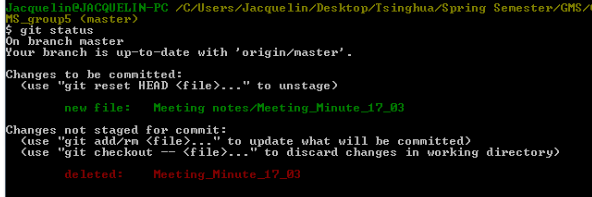 Jacquelin@JACQUELIN-PC /C/Users/Jacquelin/Desktop/Tsinghua/Spring Semester/GMS/
MS_group5 (master)
$ git status
On branch master
Your branch is up-to-date with 'origin/master'.
Changes to be committed:
(use "git reset HEAD <file>..." to unstage)
new file: Meeting notes/Meeting_Minute_17_03
Changes not staged for commit:
(use "git add/rm <file>..." to update what will be committed)
(use "git checkout -- <file>..." to discard changes in working directory)
deleted: Meeting_Minute_17_03